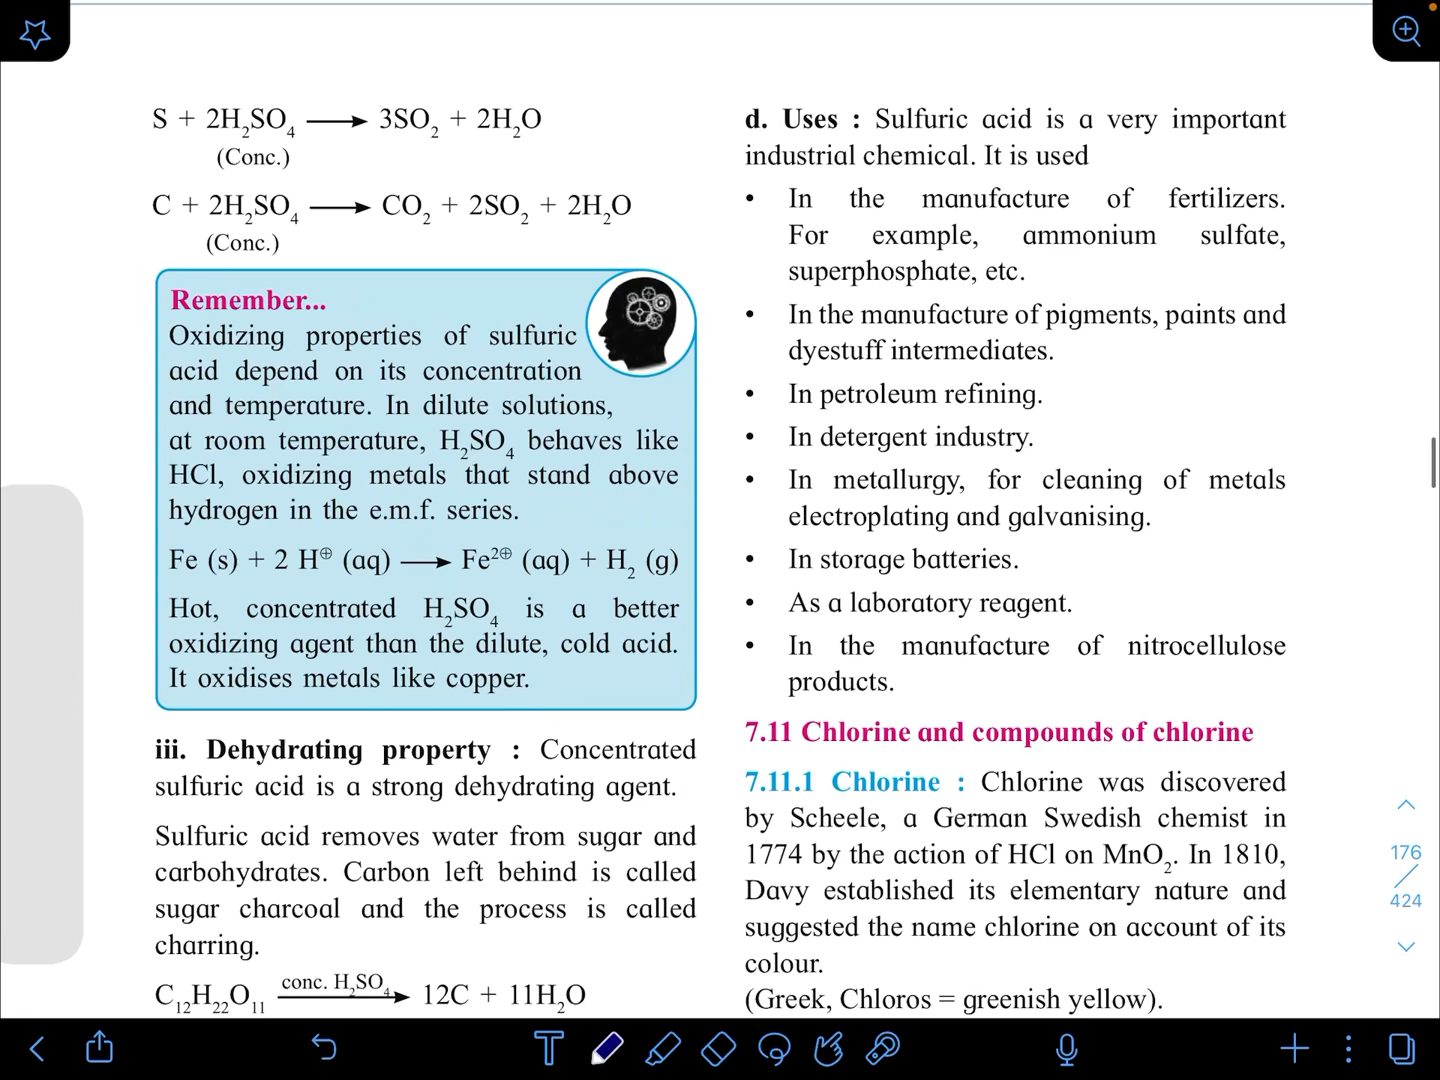 S + 2H₂SO₄ ⟶ 3SO₂ + 2H₂O
(Conc.)
C + 2H₂SO₄ ⟶ CO₂ + 2SO₂ + 2H₂O
(Conc.)
Remember...
Oxidizing properties of sulfuric
acid depend on its concentration
and temperature. In dilute solutions,
at room temperature, H₂SO₄ behaves like
HCl, oxidizing metals that stand above
hydrogen in the e.m.f. series.
Fe (s) + 2 H⊕ (aq) ⟶ Fe²⊕ (aq) + H₂ (g)
Hot, concentrated H₂SO₄ is a better
oxidizing agent than the dilute, cold acid.
It oxidises metals like copper.
iii. Dehydrating property : Concentrated
sulfuric acid is a strong dehydrating agent.
Sulfuric acid removes water from sugar and
carbohydrates. Carbon left behind is called
sugar charcoal and the process is called
charring.
conc. H₂SO₄
C₁₂H₂₂O₁₁ ⟶ 12C + 11H₂O
d. Uses : Sulfuric acid is a very important
industrial chemical. It is used
• In the manufacture of fertilizers.
For example, ammonium sulfate,
superphosphate, etc.
• In the manufacture of pigments, paints and
dyestuff intermediates.
• In petroleum refining.
• In detergent industry.
• In metallurgy, for cleaning of metals
electroplating and galvanising.
• In storage batteries.
• As a laboratory reagent.
• In the manufacture of nitrocellulose
products.
7.11 Chlorine and compounds of chlorine
7.11.1 Chlorine : Chlorine was discovered
by Scheele, a German Swedish chemist in
1774 by the action of HCl on MnO₂. In 1810,
Davy established its elementary nature and
suggested the name chlorine on account of its
colour.
(Greek, Chloros = greenish yellow).
176
424
T